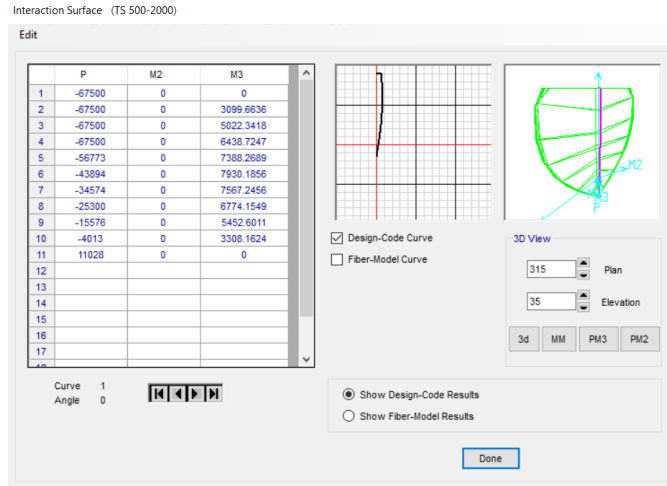 Interaction Surface (TS 500-2000)
Edit
P M2 M3
1 -67500 0 0
2 -67500 0 3099.6636
3 -67500 0 5022.3418
4 -67500 0 6438.7247
5 -56773 0 7388.2689
6 -43894 0 7930.1856
7 -34574 0 7567.2456
8 -25300 0 6774.1549
9 -15576 0 5452.6011
10 -4013 0 3308.1624
11 11028 0 0
12
13
14
15
16
17
M2
M3
P
Design-Code Curve
Fiber-Model Curve
3D View
315 Plan
35 Elevation
3d MM PM3 PM2
Curve 1
Angle 0
Show Design-Code Results
Show Fiber-Model Results
Done